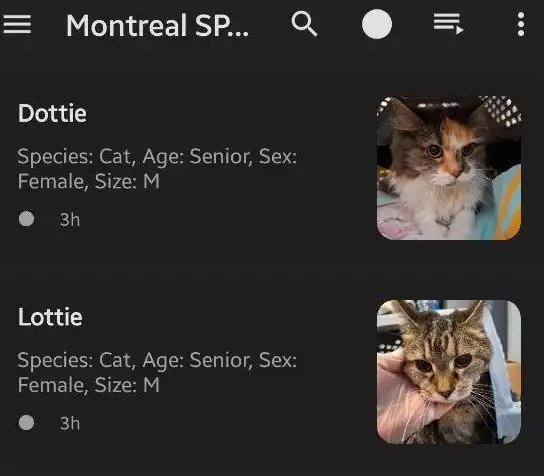 Montreal SP...
Dottie
Species: Cat, Age: Senior, Sex:
Female, Size: M
3h
Lottie
Species: Cat, Age: Senior, Sex:
Female, Size: M
3h